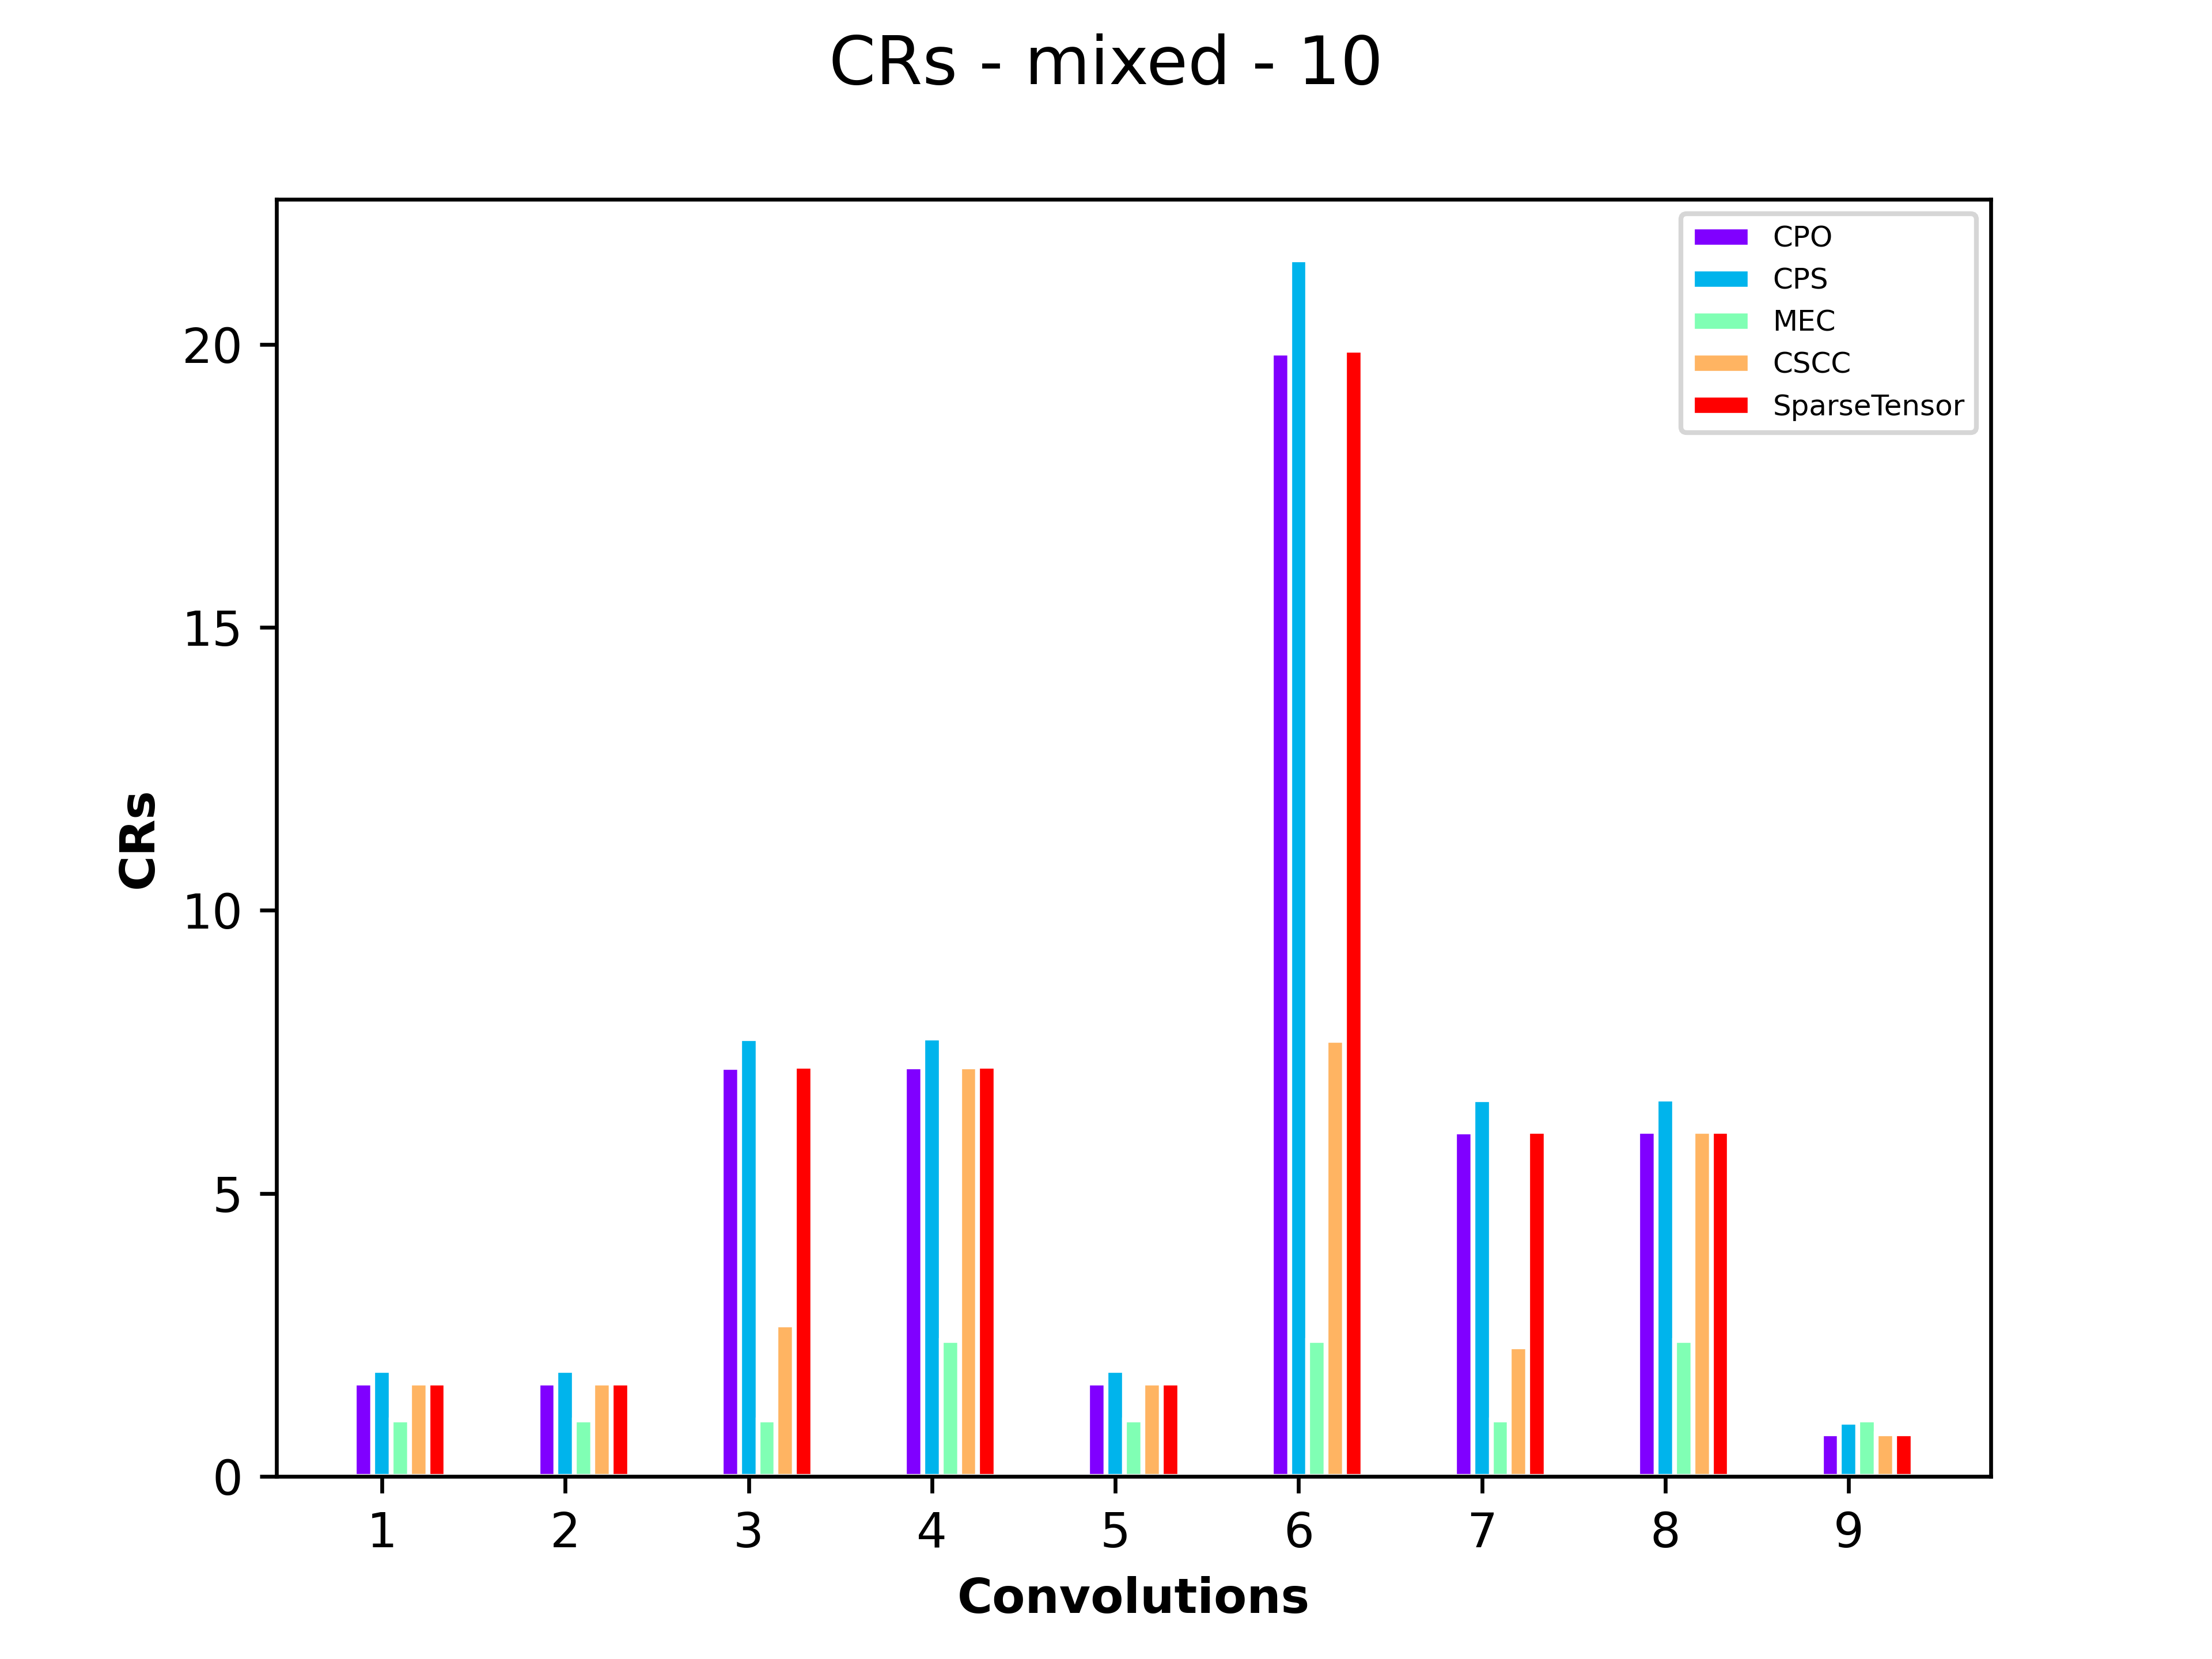 CRs - mixed - 10
CPO
CPS
MEC
CSCC
SparseTensor
CRs
20
15
10
5
0
1 2 3 4 5 6 7 8 9
Convolutions